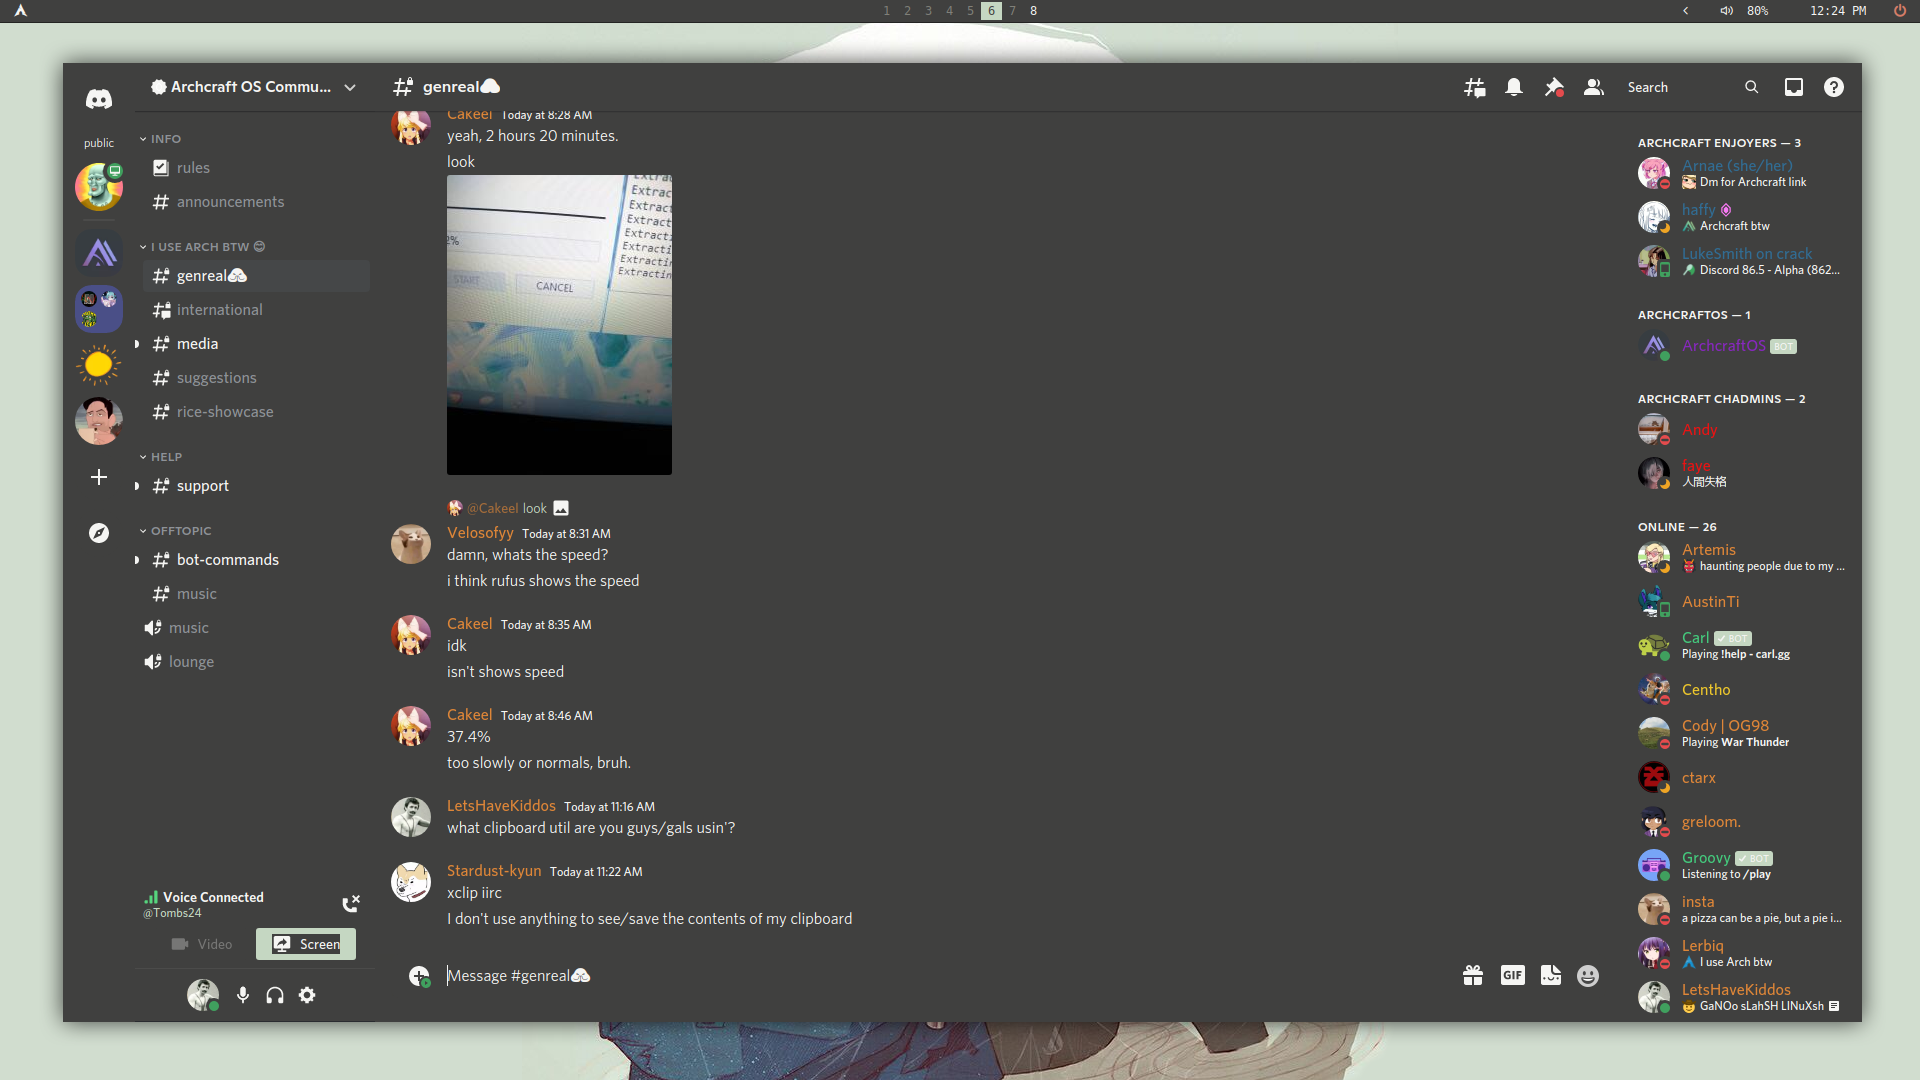 1 2 3 4 5 6 7 8
80%
12:24 PM
public
Archcraft OS Commu...
INFO
rules
announcements
I USE ARCH BTW 😊
genreal
international
media
suggestions
rice-showcase
HELP
support
OFFTOPIC
bot-commands
music
music
lounge
Voice Connected
@Tombs24
Video
Screen
genreal
Search
Cakeel Today at 8:28 AM
yeah, 2 hours 20 minutes.
look
Extract
Extract
Extracti
Extracti
Extracti
Extractin
Extracting
2%
START
CANCEL
@Cakeel look
Velosofyy Today at 8:31 AM
damn, whats the speed?
i think rufus shows the speed
Cakeel Today at 8:35 AM
idk
isn't shows speed
Cakeel Today at 8:46 AM
37.4%
too slowly or normals, bruh.
LetsHaveKiddos Today at 11:16 AM
what clipboard util are you guys/gals usin'?
Stardust-kyun Today at 11:22 AM
xclip iirc
I don't use anything to see/save the contents of my clipboard
Message #genreal
GIF
ARCHCRAFT ENJOYERS — 3
Arnae (she/her)
Dm for Archcraft link
haffy
Archcraft btw
LukeSmith on crack
Discord 86.5 - Alpha (862...
ARCHCRAFTOS — 1
ArchcraftOS BOT
ARCHCRAFT CHADMINS — 2
Andy
faye
人間失格
ONLINE — 26
Artemis
haunting people due to my ...
AustinTi
Carl ✓ BOT
Playing !help - carl.gg
Centho
Cody | OG98
Playing War Thunder
ctarx
greloom.
Groovy ✓ BOT
Listening to /play
insta
a pizza can be a pie, but a pie i...
Lerbiq
I use Arch btw
LetsHaveKiddos
GaNOo sLahSH LINuXsh